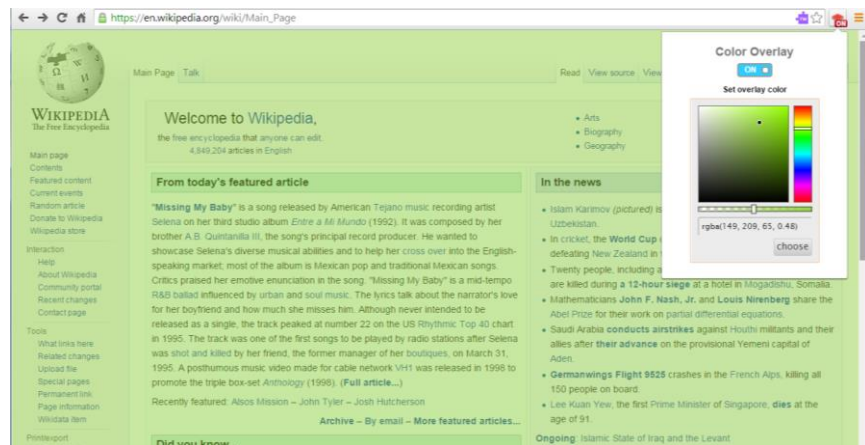 https://en.wikipedia.org/wiki/Main_Page
ON
WIKIPEDIA
The Free Encyclopedia
Main page
Contents
Featured content
Current events
Random article
Donate to Wikipedia
Wikipedia store
Interaction
Help
About Wikipedia
Community portal
Recent changes
Contact page
Tools
What links here
Related changes
Upload file
Special pages
Permanent link
Page information
Wikidata item
Print/export
Main Page Talk
Read View source View
Welcome to Wikipedia,
the free encyclopedia that anyone can edit.
4,849,204 articles in English
• Arts
• Biography
• Geography
From today's featured article
"Missing My Baby" is a song released by American Tejano music recording artist
Selena on her third studio album Entre a Mi Mundo (1992). It was composed by her
brother A.B. Quintanilla III, the song's principal record producer. He wanted to
showcase Selena's diverse musical abilities and to help her cross over into the English-
speaking market; most of the album is Mexican pop and traditional Mexican songs.
Critics praised her emotive enunciation in the song. "Missing My Baby" is a mid-tempo
R&B ballad influenced by urban and soul music. The lyrics talk about the narrator's love
for her boyfriend and how much she misses him. Although never intended to be
released as a single, the track peaked at number 22 on the US Rhythmic Top 40 chart
in 1995. The track was one of the first songs to be played by radio stations after Selena
was shot and killed by her friend, the former manager of her boutiques, on March 31,
1995. A posthumous music video made for cable network VH1 was released in 1998 to
promote the triple box-set Anthology (1998). (Full article...)
Recently featured: Alsos Mission – John Tyler – Josh Hutcherson
Archive – By email – More featured articles...
Did you know
In the news
• Islam Karimov (pictured) is
Uzbekistan.
• In cricket, the World Cup
defeating New Zealand in
• Twenty people, including a
are killed during a 12-hour siege at a hotel in Mogadishu, Somalia.
• Mathematicians John F. Nash, Jr. and Louis Nirenberg share the
Abel Prize for their work on partial differential equations.
• Saudi Arabia conducts airstrikes against Houthi militants and their
allies after their advance on the provisional Yemeni capital of
Aden.
• Germanwings Flight 9525 crashes in the French Alps, killing all
150 people on board.
• Lee Kuan Yew, the first Prime Minister of Singapore, dies at the
age of 91.
Ongoing: Islamic State of Iraq and the Levant
Color Overlay
ON
Set overlay color
rgba(149, 209, 65, 0.48)
choose